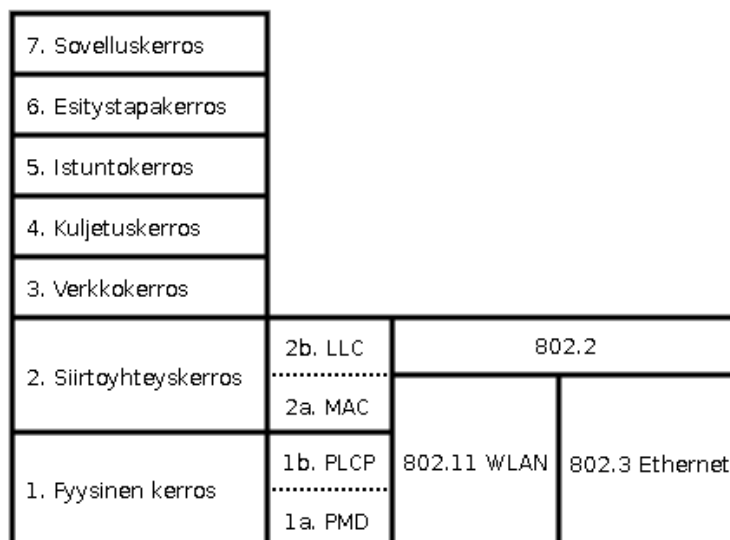 7. Sovelluskerros
6. Esitystapakerros
5. Istuntokerros
4. Kuljetuskerros
3. Verkkokerros
2. Siirtoyhteyskerros
2b. LLC
802.2
2a. MAC
1. Fyysinen kerros
1b. PLCP
1a. PMD
802.11 WLAN
802.3 Ethernet